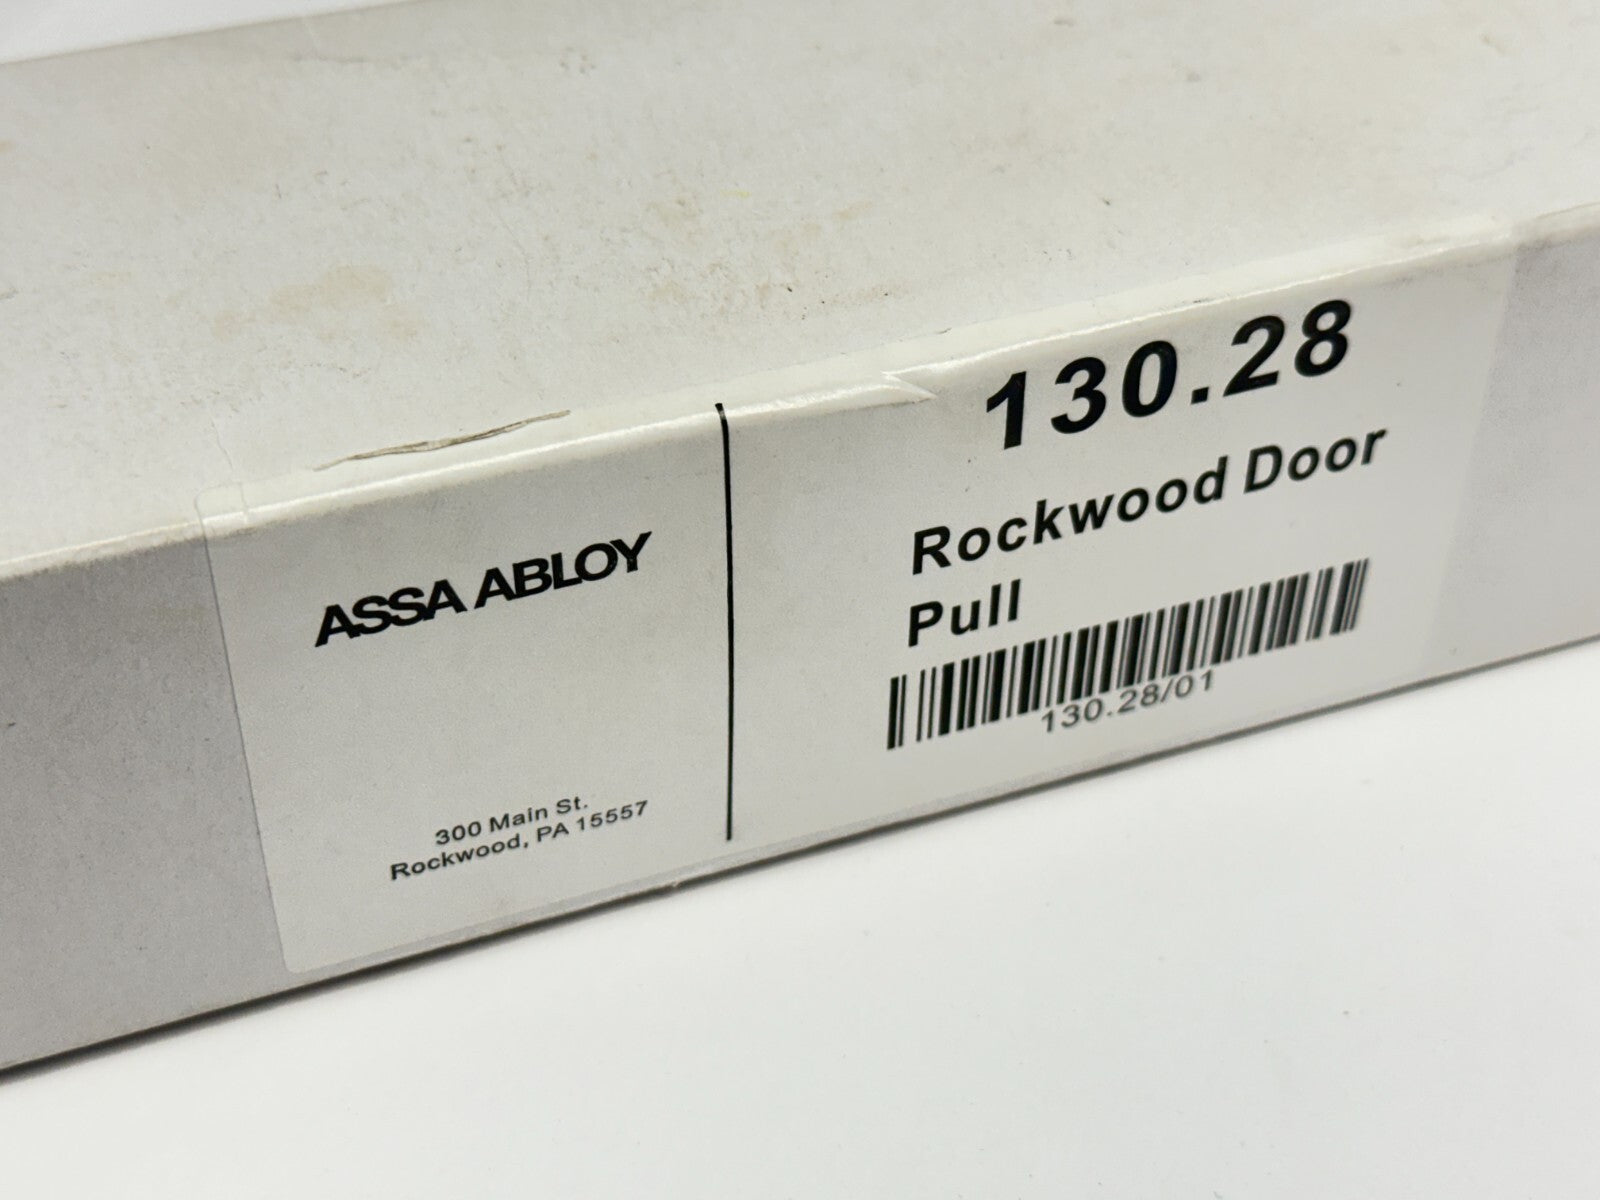 ASSA ABLOY
300 Main St.
Rockwood, PA 15557
130.28
Rockwood Door
Pull
130.28/01